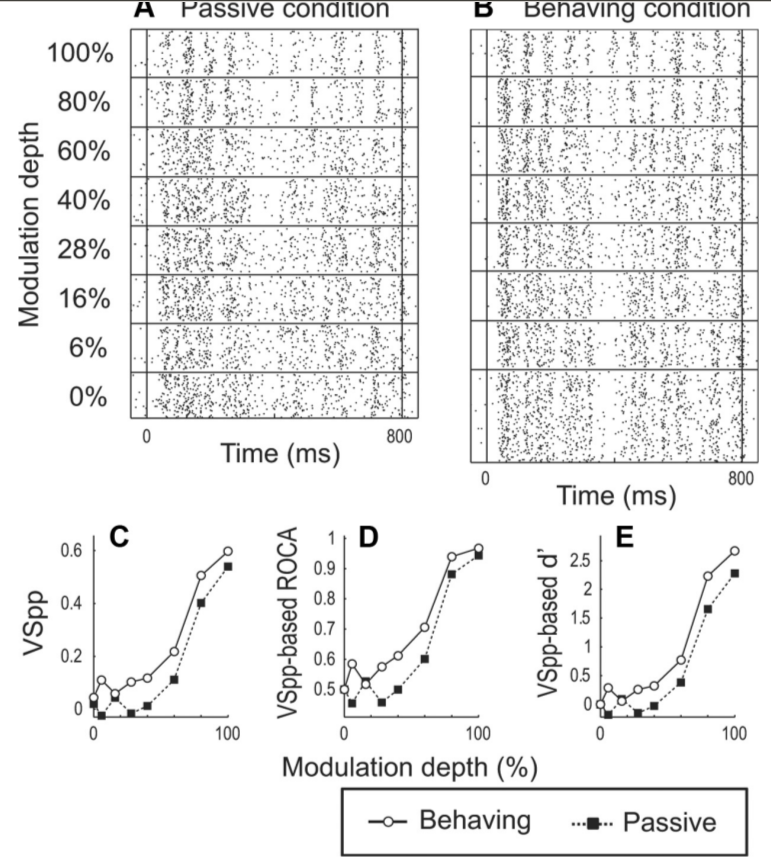 A Passive condition
B Behaving condition
Modulation depth
100%
80%
60%
40%
28%
16%
6%
0%
0 800
Time (ms)
0 800
Time (ms)
C
VSpp
0.6
0.4
0.2
0
0 100
D
VSpp-based ROCA
1
0.9
0.8
0.7
0.6
0.5
0 100
E
VSpp-based d'
2.5
2
1.5
1
0.5
0
0 100
Modulation depth (%)
Behaving Passive